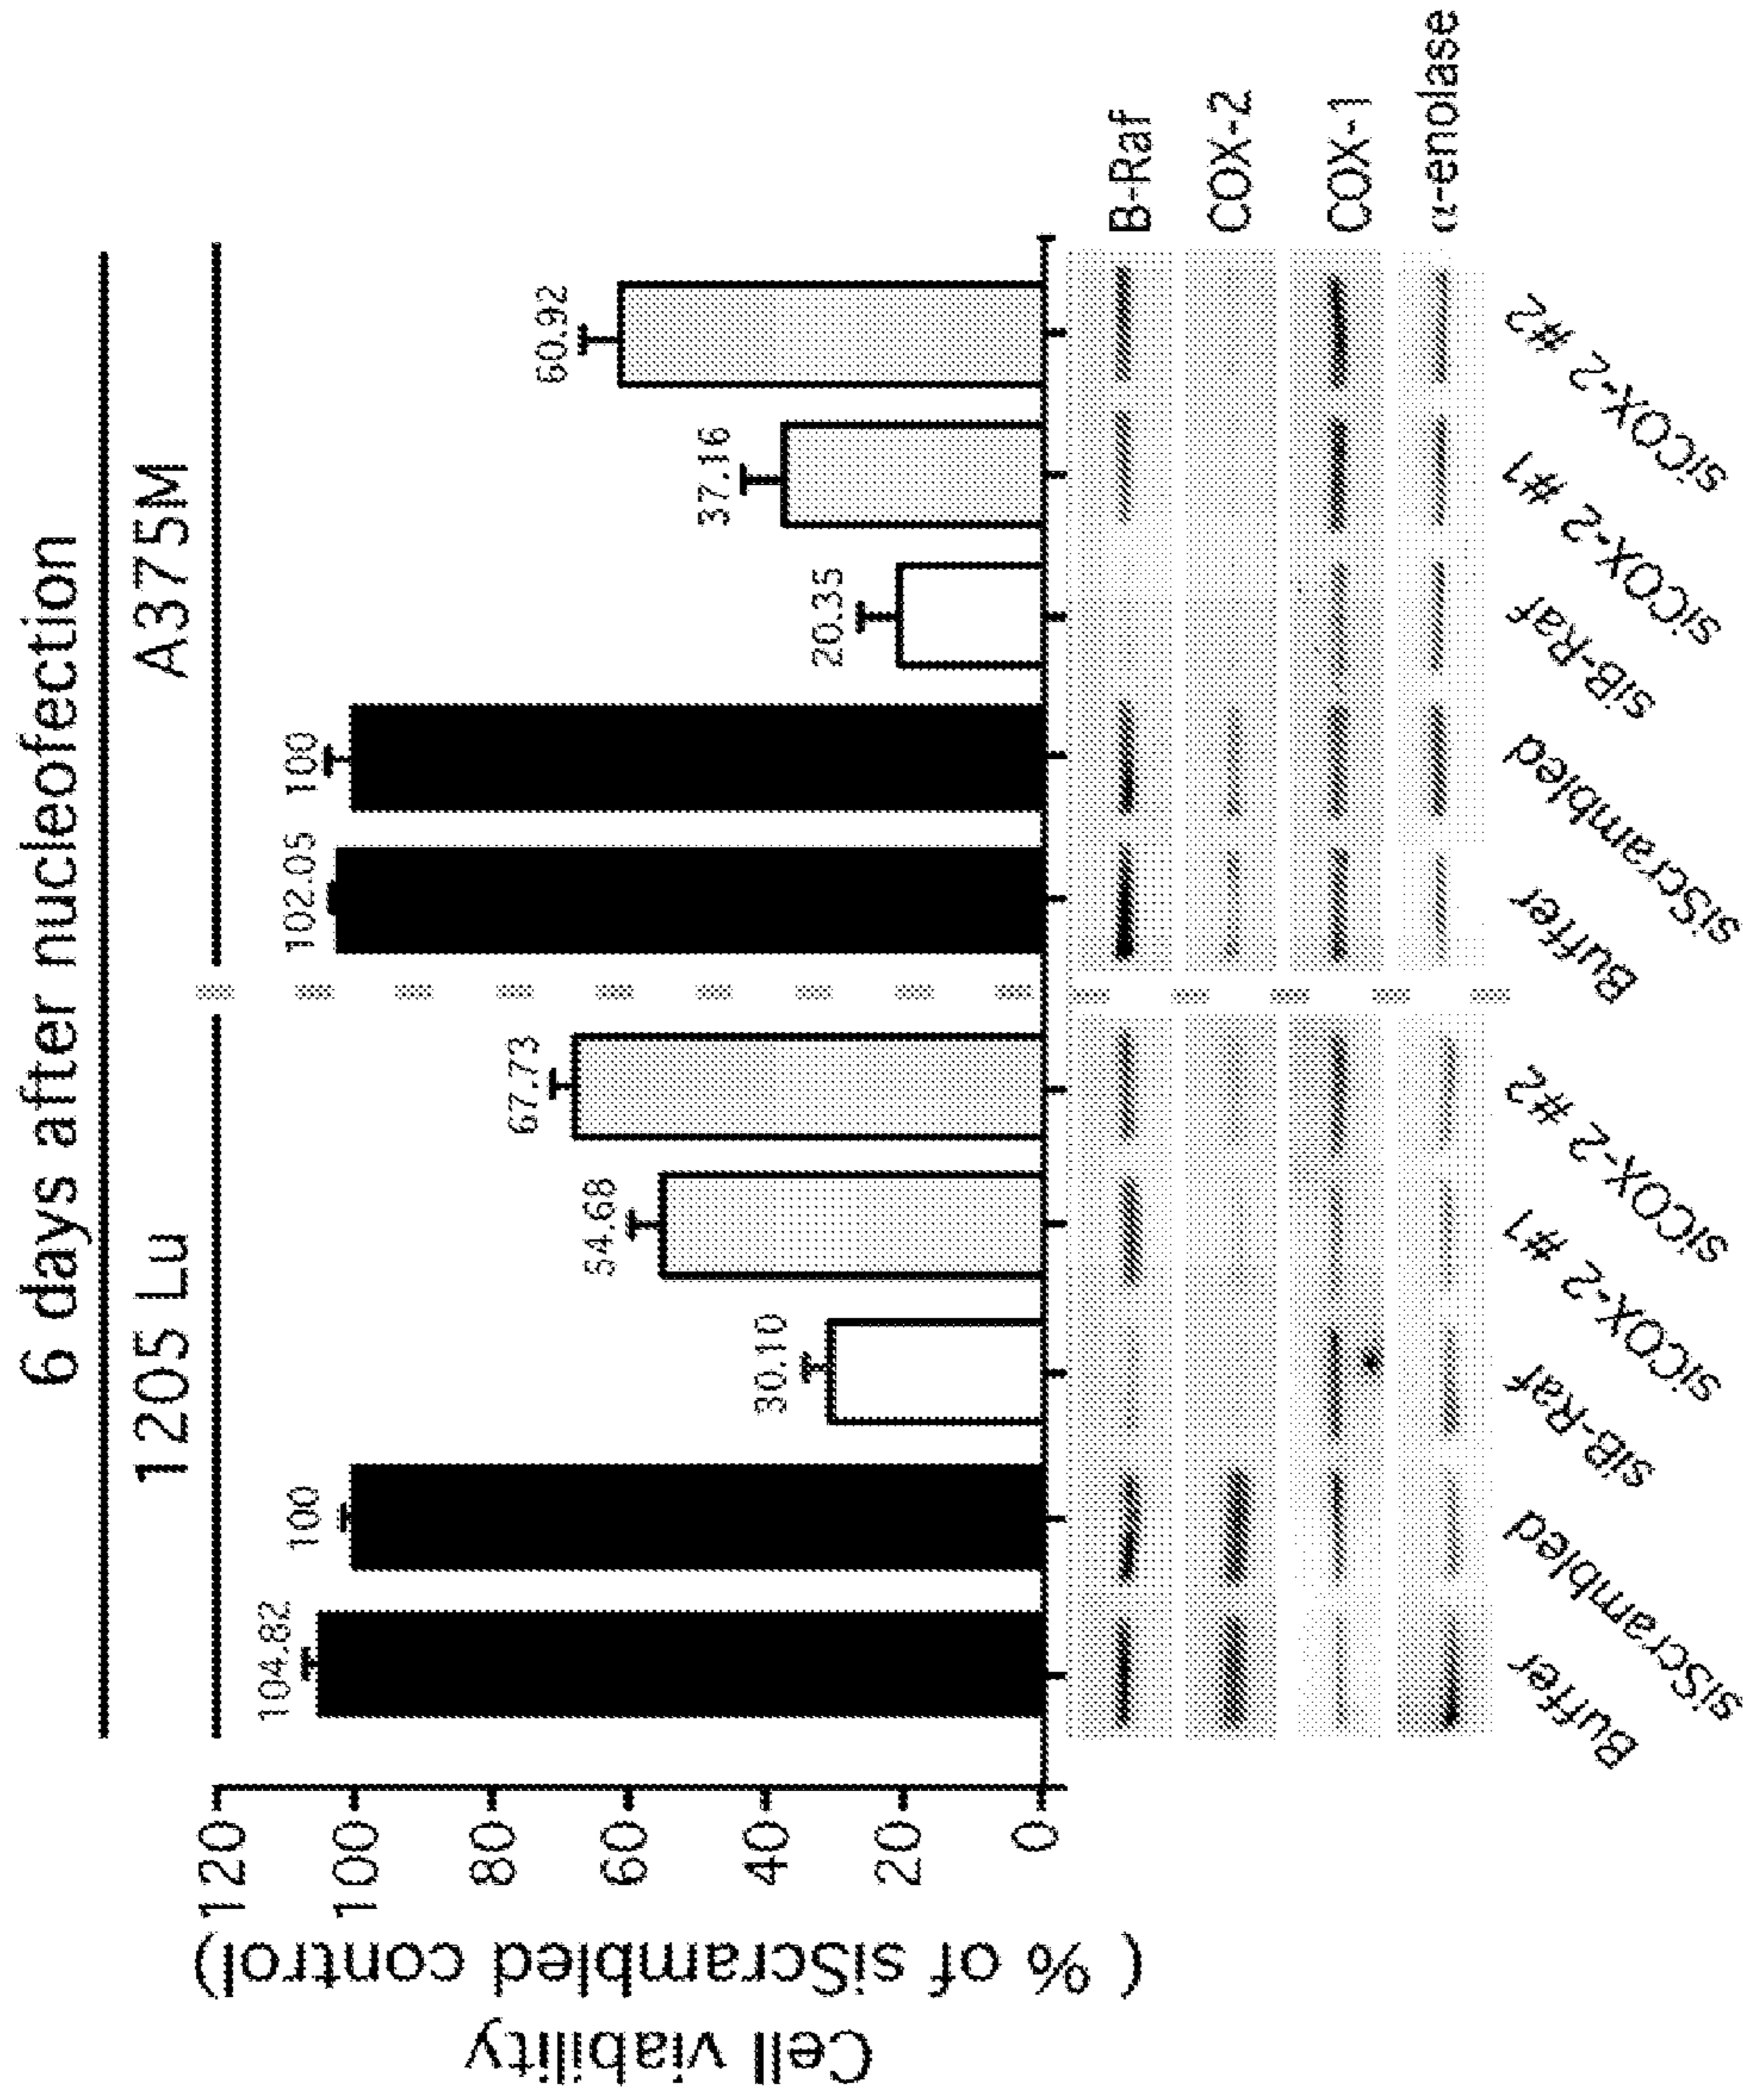 6 days after nucleofection
1205 Lu
A375M
Cell viability
( % of siScrambled control)
120
100
80
60
40
20
0
104.82
100
30.10
54.68
67.73
102.05
100
20.35
37.16
60.92
B-Raf
COX-2
COX-1
α-enolase
Buffer
siScrambled
siB-Raf
siCOX-2 #1
siCOX-2 #2
Buffer
siScrambled
siB-Raf
siCOX-2 #1
siCOX-2 #2